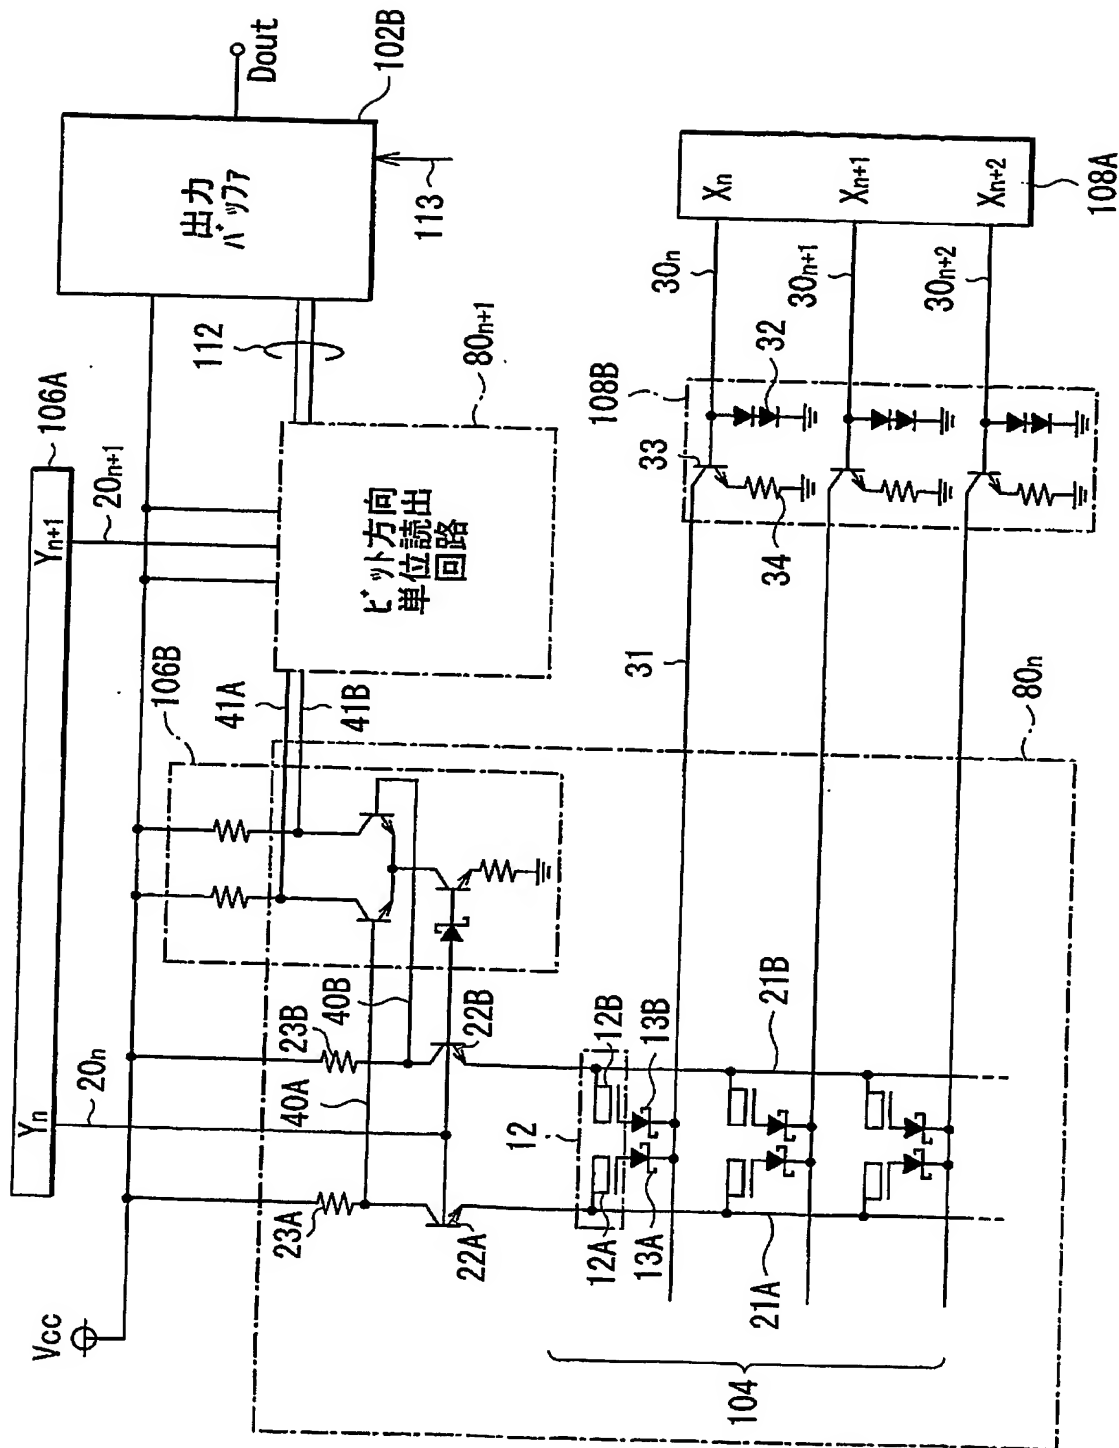 Vcc
Yn
20n
106A
Yn+1
20n+1
Dout
出力
バッファ
102B
113
112
80n+1
ビット方向
単位読出
回路
106B
41A
41B
23A
23B
40A
40B
22A
22B
12
12A
12B
13A
13B
21A
21B
104
80n
31
108B
33
32
34
30n
30n+1
30n+2
Xn
Xn+1
Xn+2
108A